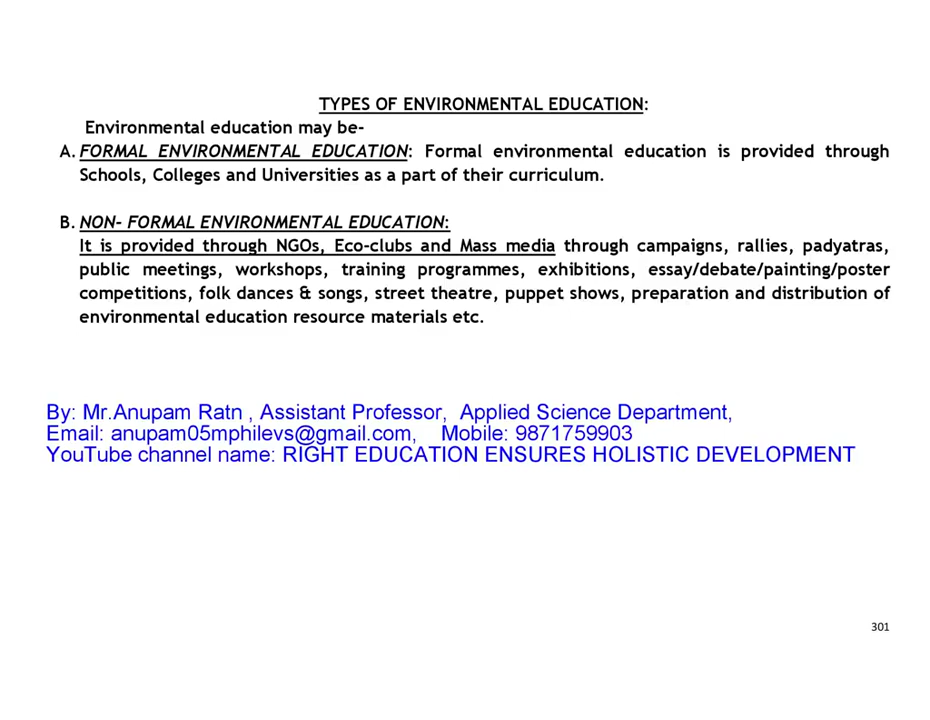 TYPES OF ENVIRONMENTAL EDUCATION:
Environmental education may be-
A. FORMAL ENVIRONMENTAL EDUCATION: Formal environmental education is provided through
Schools, Colleges and Universities as a part of their curriculum.
B. NON- FORMAL ENVIRONMENTAL EDUCATION:
It is provided through NGOs, Eco-clubs and Mass media through campaigns, rallies, padyatras,
public meetings, workshops, training programmes, exhibitions, essay/debate/painting/poster
competitions, folk dances & songs, street theatre, puppet shows, preparation and distribution of
environmental education resource materials etc.
By: Mr.Anupam Ratn , Assistant Professor, Applied Science Department,
Email: anupam05mphilevs@gmail.com, Mobile: 9871759903
YouTube channel name: RIGHT EDUCATION ENSURES HOLISTIC DEVELOPMENT
301